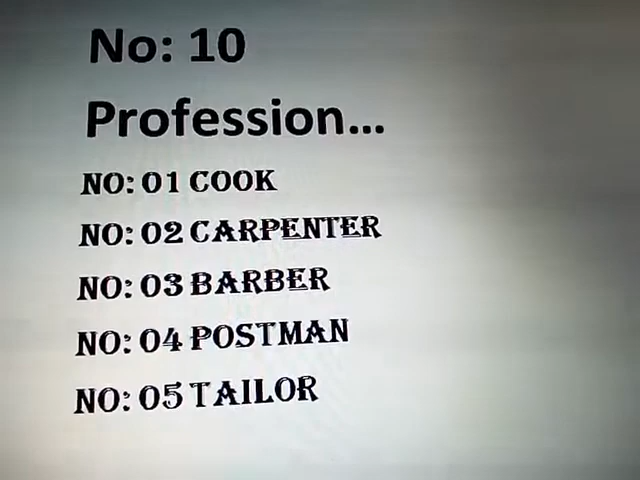 No: 10
Profession...
NO: 01 COOK
NO: 02 CARPENTER
NO: 03 BARBER
NO: 04 POSTMAN
NO: 05 TAILOR